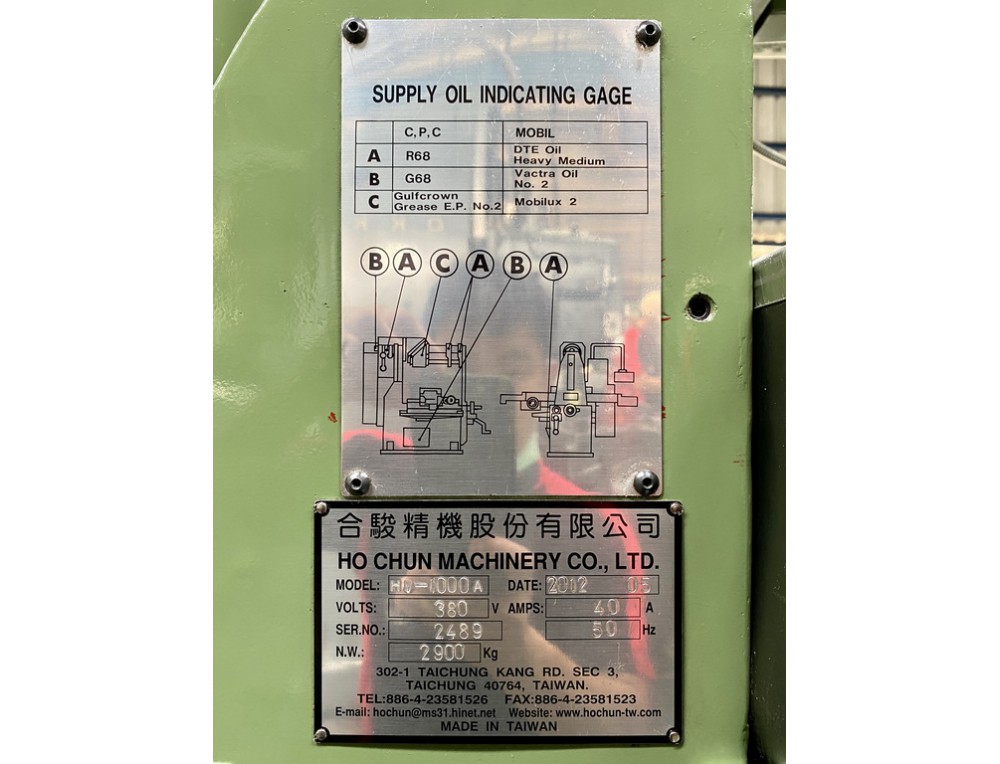 SUPPLY OIL INDICATING GAGE
C,P,C MOBIL
A R68 DTE Oil Heavy Medium
B G68 Vactra Oil No. 2
C Gulfcrown Grease E.P. No.2 Mobilux 2
B A C A B A
合駿精機股份有限公司
HO CHUN MACHINERY CO., LTD.
MODEL: -1000A DATE: 2012 05
VOLTS: 380 V AMPS: 40 A
SER.NO.: 2489 50 Hz
N.W.: 2900 Kg
302-1 TAICHUNG KANG RD. SEC 3,
TAICHUNG 40764, TAIWAN.
TEL:886-4-23581526 FAX:886-4-23581523
E-mail: hochun@ms31.hinet.net Website: www.hochun-tw.com
MADE IN TAIWAN